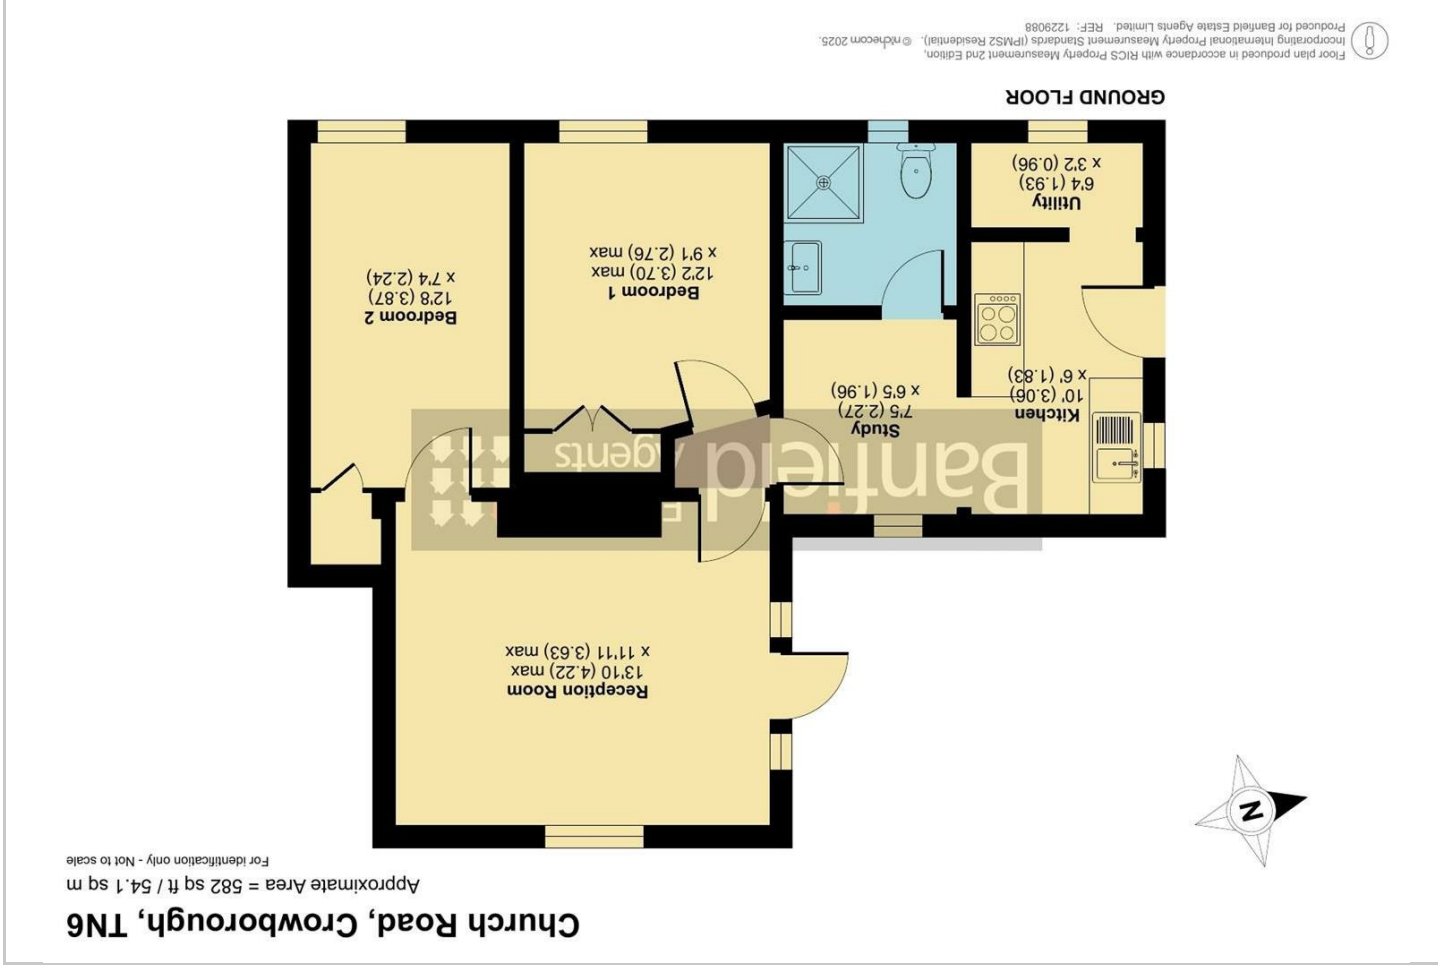 Church Road, Crowborough, TN6
Approximate Area = 582 sq ft / 54.1 sq m
For identification only - Not to scale
N
Reception Room
13'10 (4.22) max
x 11'11 (3.63) max
Banfield E
Agents
Study
7'5 (2.27)
x 6'5 (1.96)
Kitchen
10' (3.06)
x 6' (1.83)
Bedroom 2
12'8 (3.87)
x 7'4 (2.24)
Bedroom 1
12'2 (3.70) max
x 9'1 (2.76) max
Utility
6'4 (1.93)
x 3'2 (0.96)
GROUND FLOOR
Floor plan produced in accordance with RICS Property Measurement 2nd Edition,
Incorporating International Property Measurement Standards (IPMS2 Residential). © nichecom 2025.
Produced for Banfield Estate Agents Limited. REF: 1229088